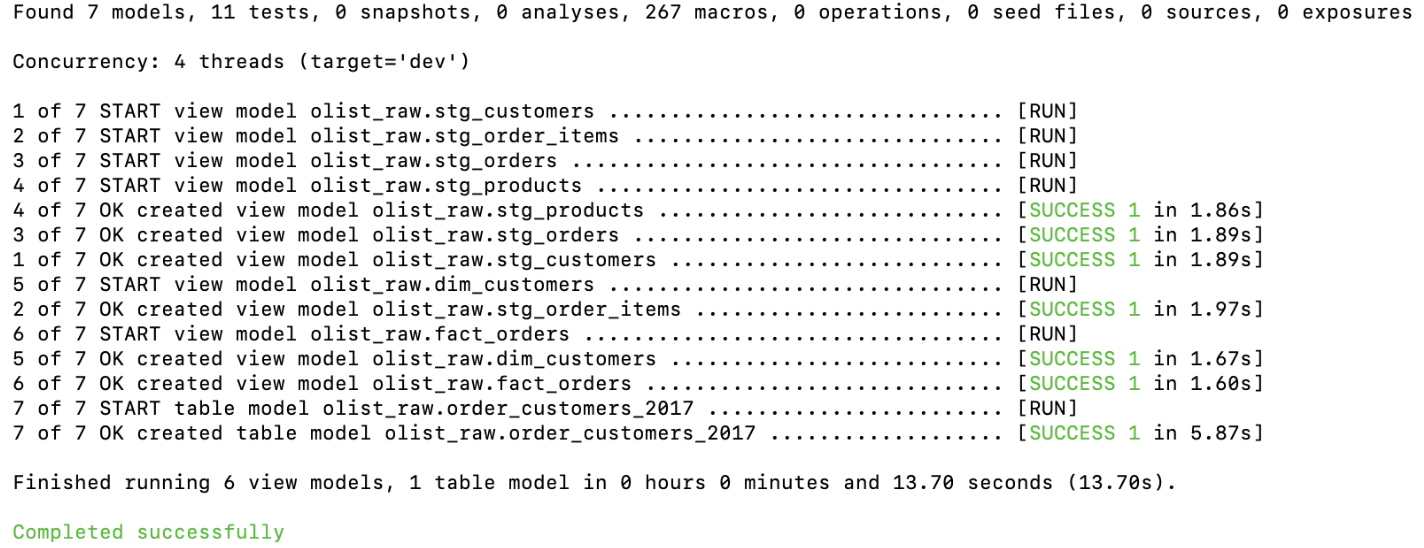 Found 7 models, 11 tests, 0 snapshots, 0 analyses, 267 macros, 0 operations, 0 seed files, 0 sources, 0 exposures
Concurrency: 4 threads (target='dev')
1 of 7 START view model olist_raw.stg_customers ................................ [RUN]
2 of 7 START view model olist_raw.stg_order_items .............................. [RUN]
3 of 7 START view model olist_raw.stg_orders ................................... [RUN]
4 of 7 START view model olist_raw.stg_products ................................. [RUN]
4 of 7 OK created view model olist_raw.stg_products ............................ [SUCCESS 1 in 1.86s]
3 of 7 OK created view model olist_raw.stg_orders .............................. [SUCCESS 1 in 1.89s]
1 of 7 OK created view model olist_raw.stg_customers ........................... [SUCCESS 1 in 1.89s]
5 of 7 START view model olist_raw.dim_customers ................................ [RUN]
2 of 7 OK created view model olist_raw.stg_order_items ......................... [SUCCESS 1 in 1.97s]
6 of 7 START view model olist_raw.fact_orders .................................. [RUN]
5 of 7 OK created view model olist_raw.dim_customers ........................... [SUCCESS 1 in 1.67s]
6 of 7 OK created view model olist_raw.fact_orders ............................. [SUCCESS 1 in 1.60s]
7 of 7 START table model olist_raw.order_customers_2017 ........................ [RUN]
7 of 7 OK created table model olist_raw.order_customers_2017 ................... [SUCCESS 1 in 5.87s]
Finished running 6 view models, 1 table model in 0 hours 0 minutes and 13.70 seconds (13.70s).
Completed successfully